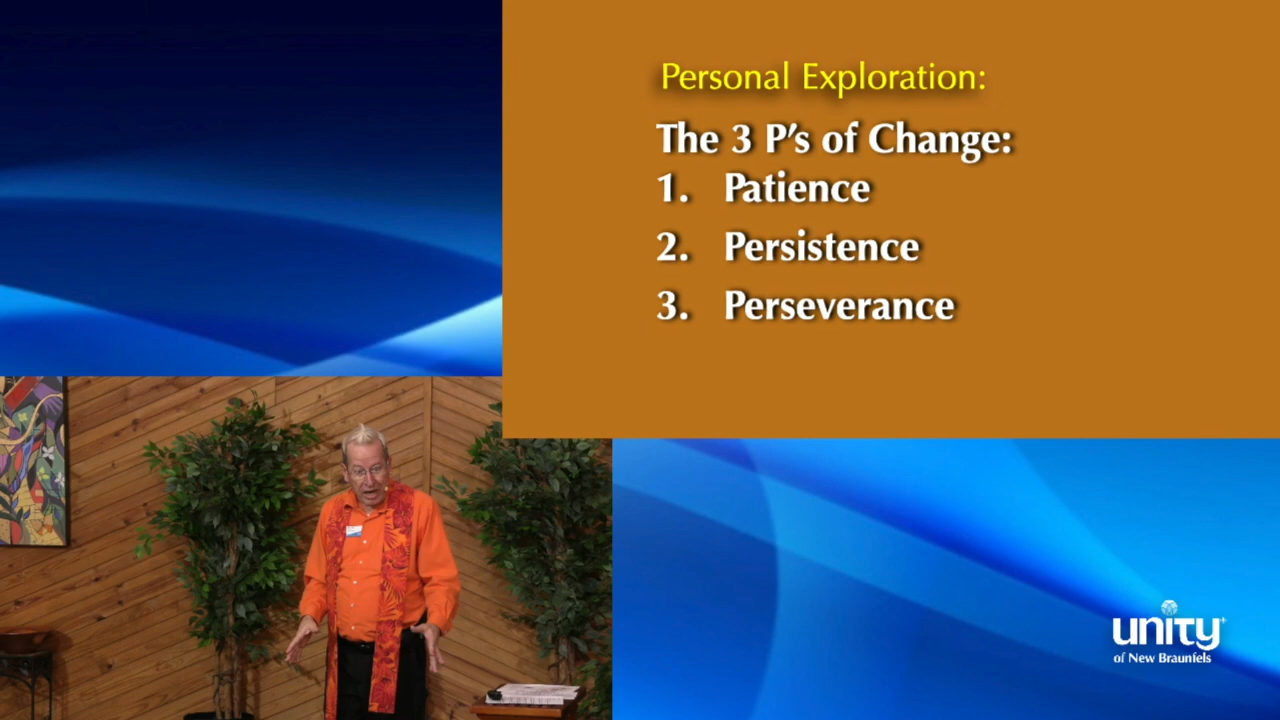 Personal Exploration:
The 3 P's of Change:
1. Patience
2. Persistence
3. Perseverance
unity
of New Braunfels